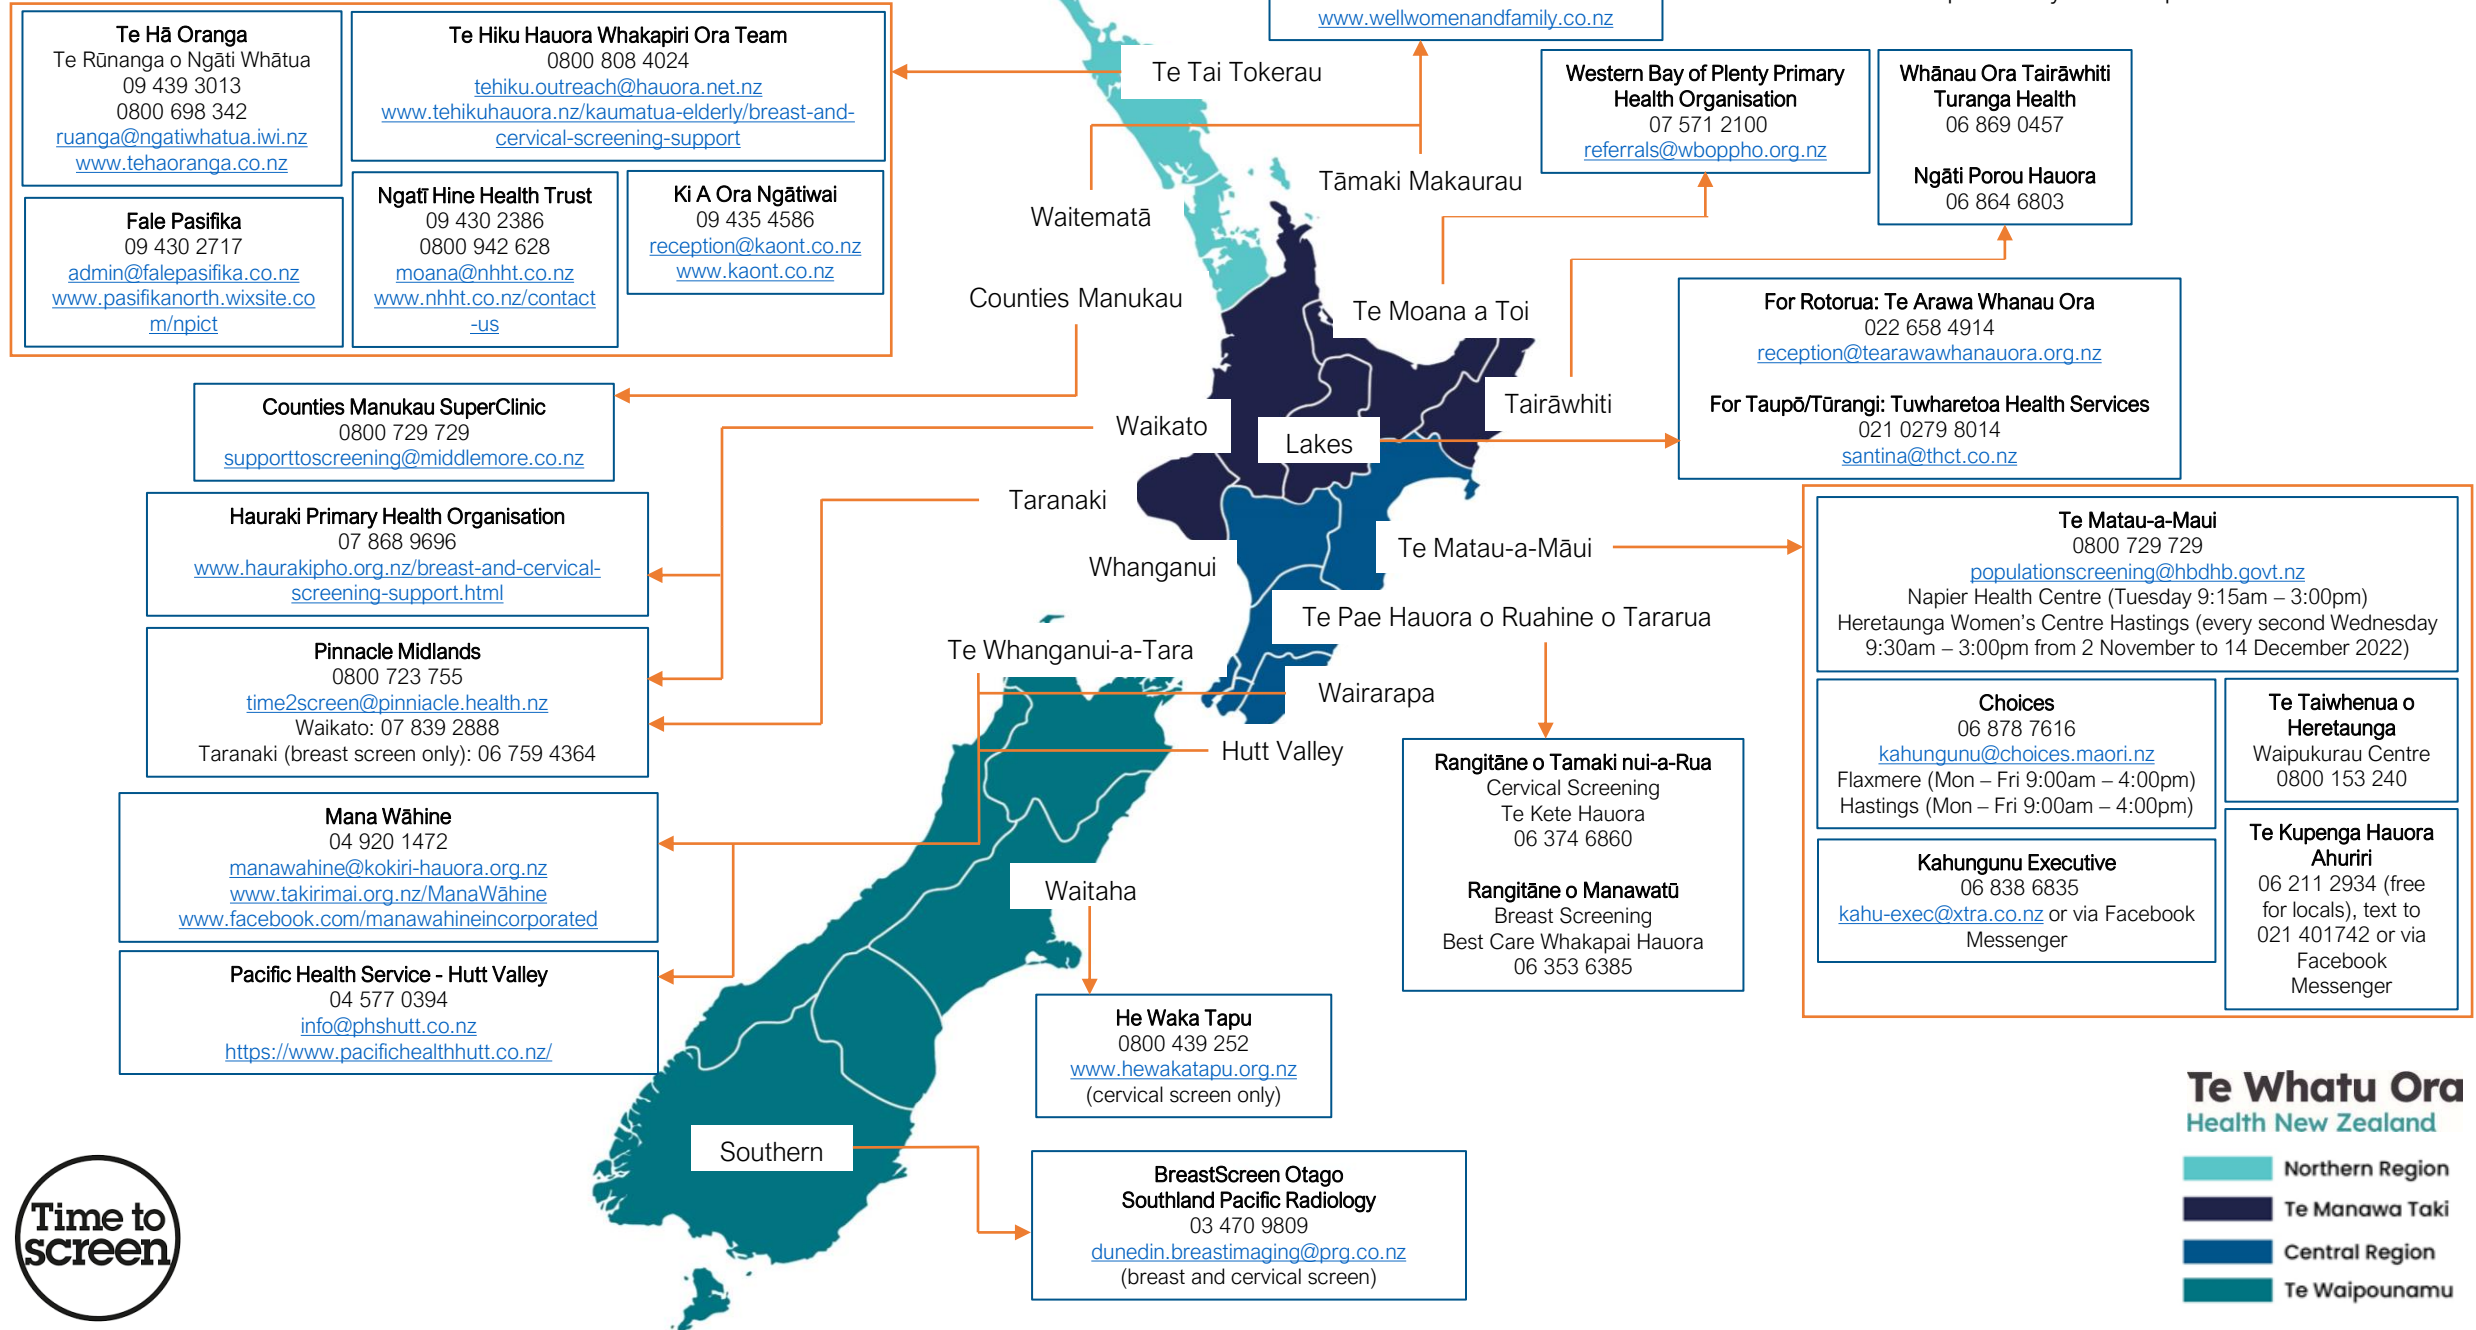 www.wellwomenandfamily.co.nz
Te Hā Oranga
Te Rūnanga o Ngāti Whātua
09 439 3013
0800 698 342
ruanga@ngatiwhatua.iwi.nz
www.tehaoranga.co.nz
Te Hiku Hauora Whakapiri Ora Team
0800 808 4024
tehiku.outreach@hauora.net.nz
www.tehikuhauora.nz/kaumatua-elderly/breast-and-
cervical-screening-support
Fale Pasifika
09 430 2717
admin@falepasifika.co.nz
www.pasifikanorth.wixsite.co
m/npict
Ngatī Hine Health Trust
09 430 2386
0800 942 628
moana@nhht.co.nz
www.nhht.co.nz/contact
-us
Ki A Ora Ngātiwai
09 435 4586
reception@kaont.co.nz
www.kaont.co.nz
Te Tai Tokerau
Western Bay of Plenty Primary
Health Organisation
07 571 2100
referrals@wboppho.org.nz
Whānau Ora Tairāwhiti
Turanga Health
06 869 0457
Ngāti Porou Hauora
06 864 6803
Tāmaki Makaurau
Waitematā
Counties Manukau
Te Moana a Toi
For Rotorua: Te Arawa Whanau Ora
022 658 4914
reception@tearawawhanauora.org.nz
For Taupō/Tūrangi: Tuwharetoa Health Services
021 0279 8014
santina@thct.co.nz
Counties Manukau SuperClinic
0800 729 729
supporttoscreening@middlemore.co.nz
Waikato
Lakes
Tairāwhiti
Hauraki Primary Health Organisation
07 868 9696
www.haurakipho.org.nz/breast-and-cervical-
screening-support.html
Taranaki
Whanganui
Te Matau-a-Māui
Te Matau-a-Maui
0800 729 729
populationscreening@hbdhb.govt.nz
Napier Health Centre (Tuesday 9:15am – 3:00pm)
Heretaunga Women's Centre Hastings (every second Wednesday
9:30am – 3:00pm from 2 November to 14 December 2022)
Te Pae Hauora o Ruahine o Tararua
Te Whanganui-a-Tara
Wairarapa
Hutt Valley
Pinnacle Midlands
0800 723 755
time2screen@pinniacle.health.nz
Waikato: 07 839 2888
Taranaki (breast screen only): 06 759 4364
Choices
06 878 7616
kahungunu@choices.maori.nz
Flaxmere (Mon – Fri 9:00am – 4:00pm)
Hastings (Mon – Fri 9:00am – 4:00pm)
Te Taiwhenua o
Heretaunga
Waipukurau Centre
0800 153 240
Rangitāne o Tamaki nui-a-Rua
Cervical Screening
Te Kete Hauora
06 374 6860
Rangitāne o Manawatū
Breast Screening
Best Care Whakapai Hauora
06 353 6385
Mana Wāhine
04 920 1472
manawahine@kokiri-hauora.org.nz
www.takirimai.org.nz/ManaWāhine
www.facebook.com/manawahineincorporated
Kahungunu Executive
06 838 6835
kahu-exec@xtra.co.nz or via Facebook
Messenger
Te Kupenga Hauora
Ahuriri
06 211 2934 (free
for locals), text to
021 401742 or via
Facebook
Messenger
Waitaha
Pacific Health Service - Hutt Valley
04 577 0394
info@phshutt.co.nz
https://www.pacifichealthhutt.co.nz/
He Waka Tapu
0800 439 252
www.hewakatapu.org.nz
(cervical screen only)
Southern
BreastScreen Otago
Southland Pacific Radiology
03 470 9809
dunedin.breastimaging@prg.co.nz
(breast and cervical screen)
Time to
screen
Te Whatu Ora
Health New Zealand
Northern Region
Te Manawa Taki
Central Region
Te Waipounamu